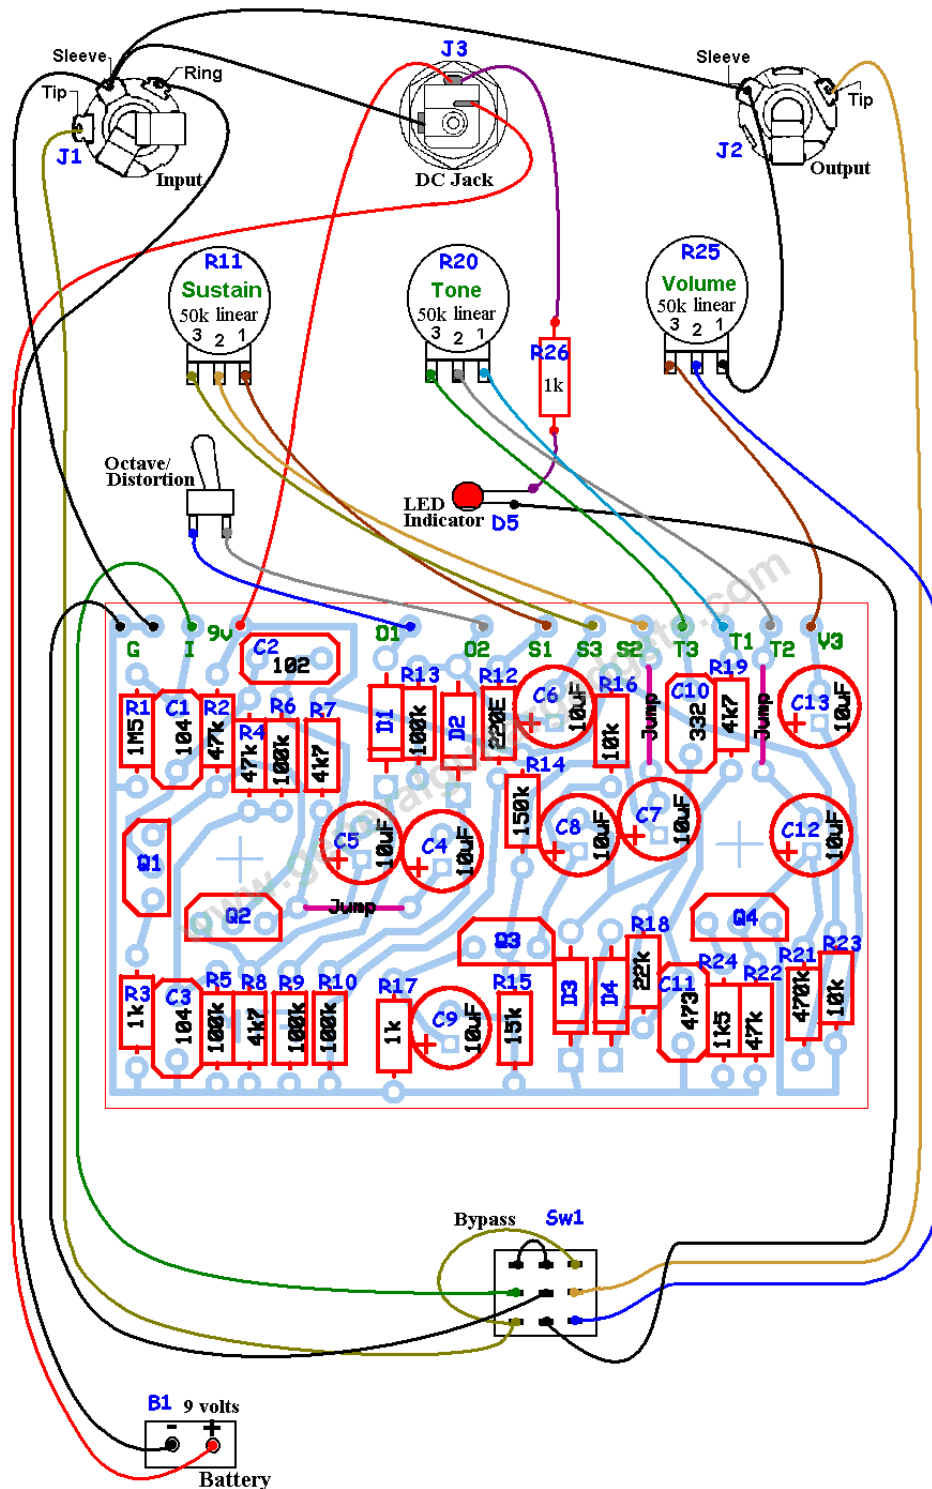 J3
Sleeve
Ring
Tip
J1
Input
DC Jack
Sleeve
Tip
J2
Output
R11
Sustain
50k linear
3 2 1
R20
Tone
50k linear
3 2 1
R25
Volume
50k linear
3 2 1
R26
1k
Octave/
Distortion
LED
Indicator
D5
G
I
9v
O1
O2
S1
S3
S2
T3
T1
T2
V3
C2
102
R1
1M5
C1
104
R2
47k
R4
47k
R6
100k
R7
4k7
D1
R13
100k
D2
R12
220E
C6
10uF
R16
10k
Jump
C10
332
R19
4k7
Jump
C13
10uF
R14
150k
C5
10uF
C4
10uF
C8
10uF
C7
10uF
C12
10uF
Q1
Q2
Jump
Q3
Q4
R3
1k
C3
104
R5
100k
R8
4k7
R9
100k
R10
100k
R17
1k
C9
10uF
R15
15k
D3
D4
R18
22k
C11
473
R24
1k5
R22
47k
R21
470k
R23
10k
Bypass
Sw1
B1
9 volts
- +
Battery